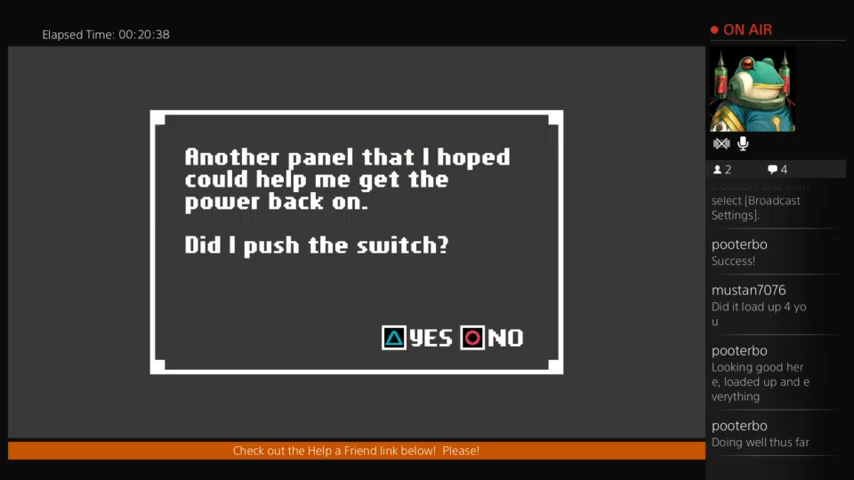 Elapsed Time: 00:20:38
ON AIR
Another panel that I hoped
could help me get the
power back on.
Did I push the switch?
YES NO
2 4
select [Broadcast
Settings].
pooterbo
Success!
mustan7076
Did it load up 4 yo
u
pooterbo
Looking good her
e, loaded up and e
verything
pooterbo
Doing well thus far
Check out the Help a Friend link below! Please!